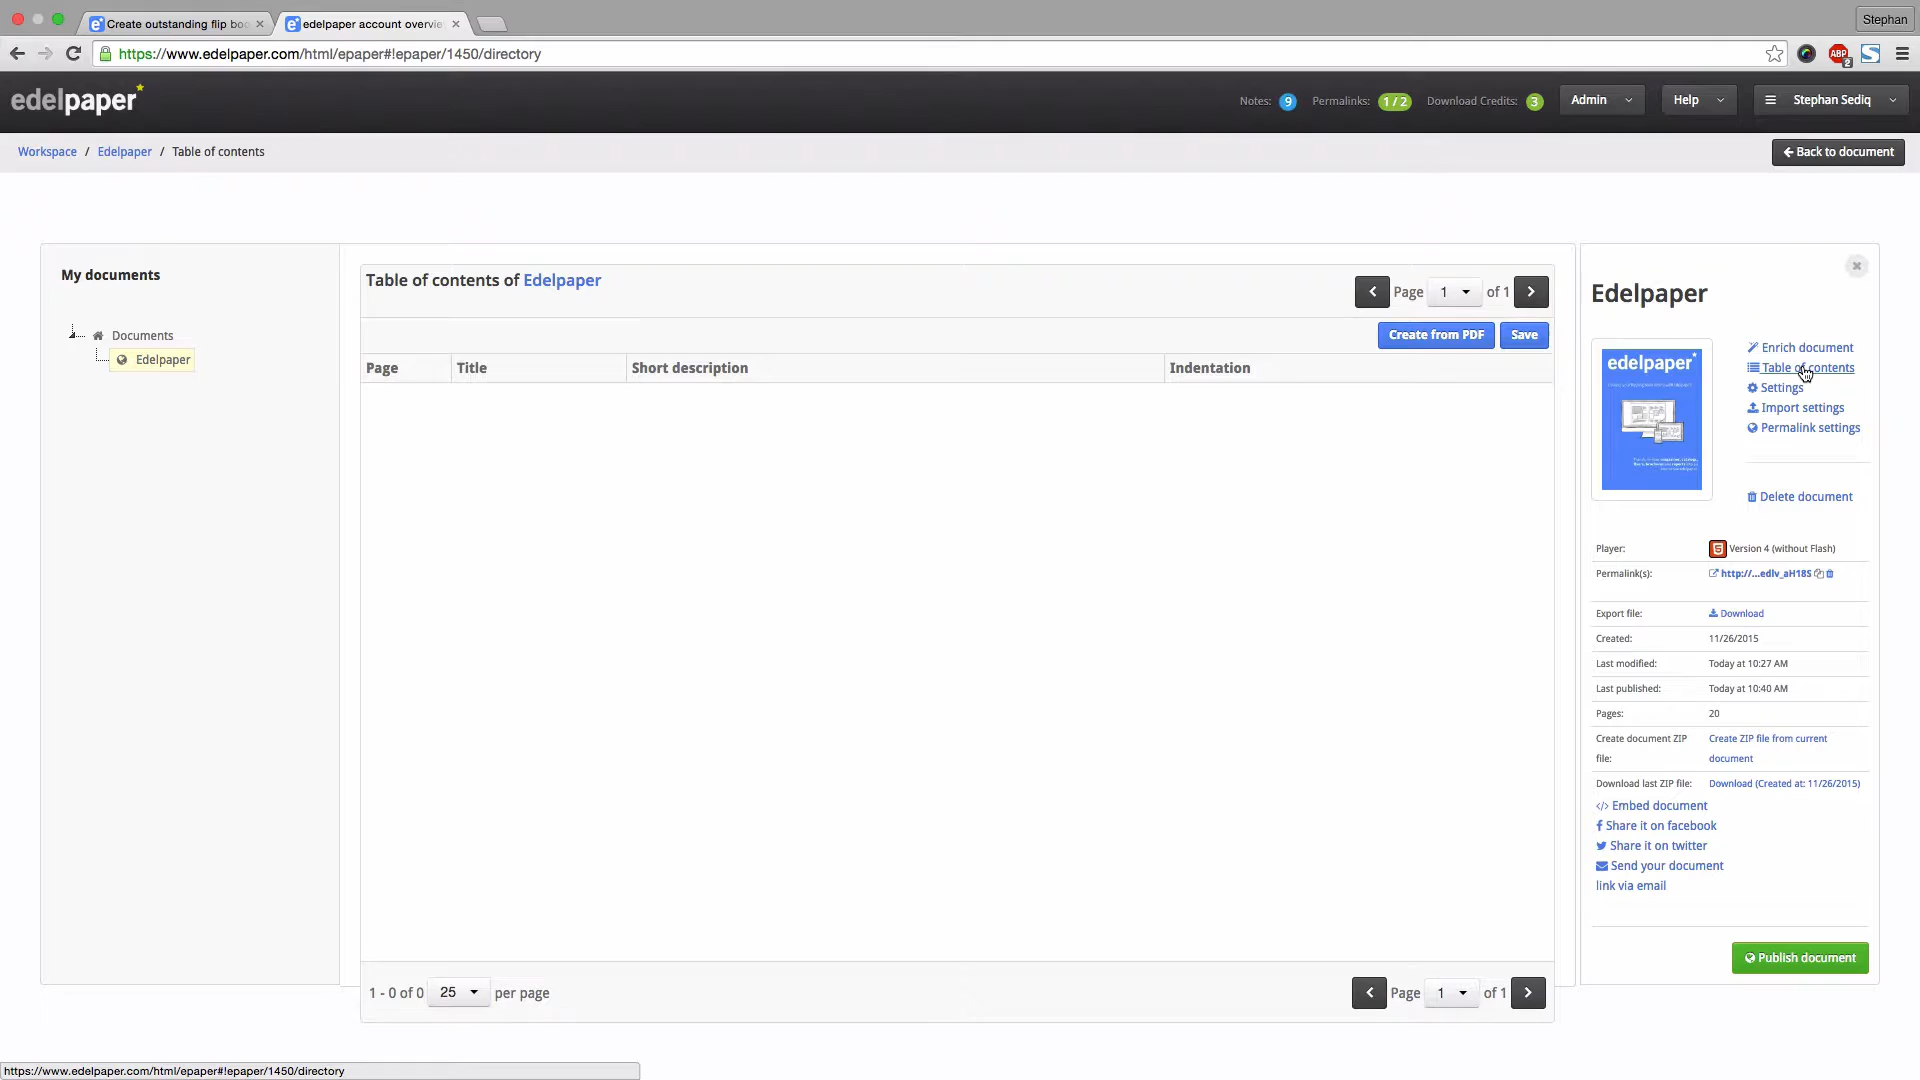 Create outstanding flip boo
edelpaper account overvie
Stephan
https://www.edelpaper.com/html/epaper#!epaper/1450/directory
ABP
2
edelpaper
Notes: 9 Permalinks: 1 / 2 Download Credits: 3 Admin Help Stephan Sediq
Workspace / Edelpaper / Table of contents
Back to document
My documents
Documents
Edelpaper
Table of contents of Edelpaper
Page 1 of 1
Create from PDF Save
Page Title Short description Indentation
1 - 0 of 0 25 per page
Page 1 of 1
Edelpaper
edelpaper
Enrich document
Table of contents
Settings
Import settings
Permalink settings
Delete document
Player: Version 4 (without Flash)
Permalink(s): http://...edlv_aH18S
Export file: Download
Created: 11/26/2015
Last modified: Today at 10:27 AM
Last published: Today at 10:40 AM
Pages: 20
Create document ZIP file: Create ZIP file from current document
Download last ZIP file: Download (Created at: 11/26/2015)
</> Embed document
Share it on facebook
Share it on twitter
Send your document
link via email
Publish document
https://www.edelpaper.com/html/epaper#!epaper/1450/directory